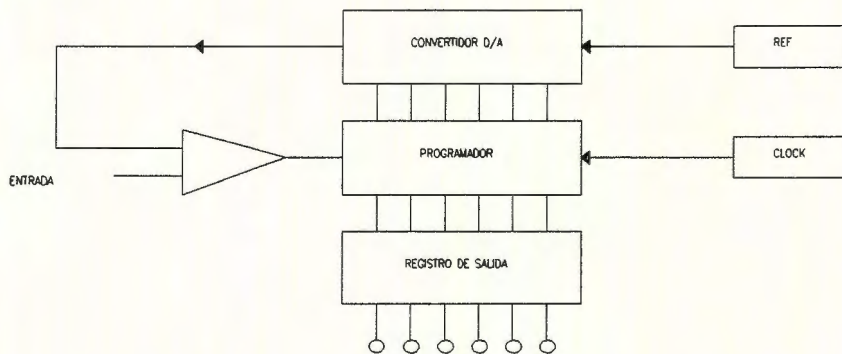 CONVERTIDOR D/A
REF
PROGRAMADOR
CLOCK
ENTRADA
REGISTRO DE SALIDA